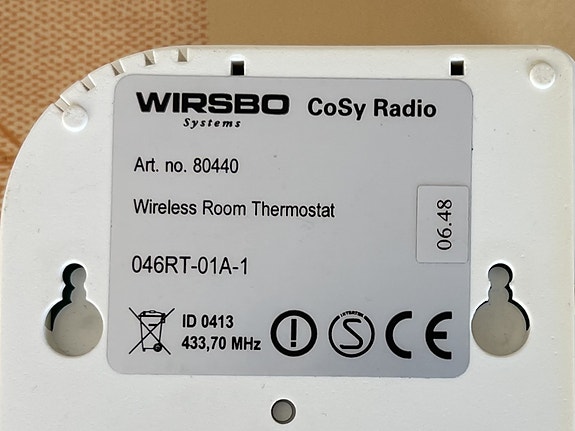 WIRSBO CoSy Radio
Systems
Art. no. 80440
Wireless Room Thermostat
06.48
046RT-01A-1
ID 0413
433,70 MHz
CE